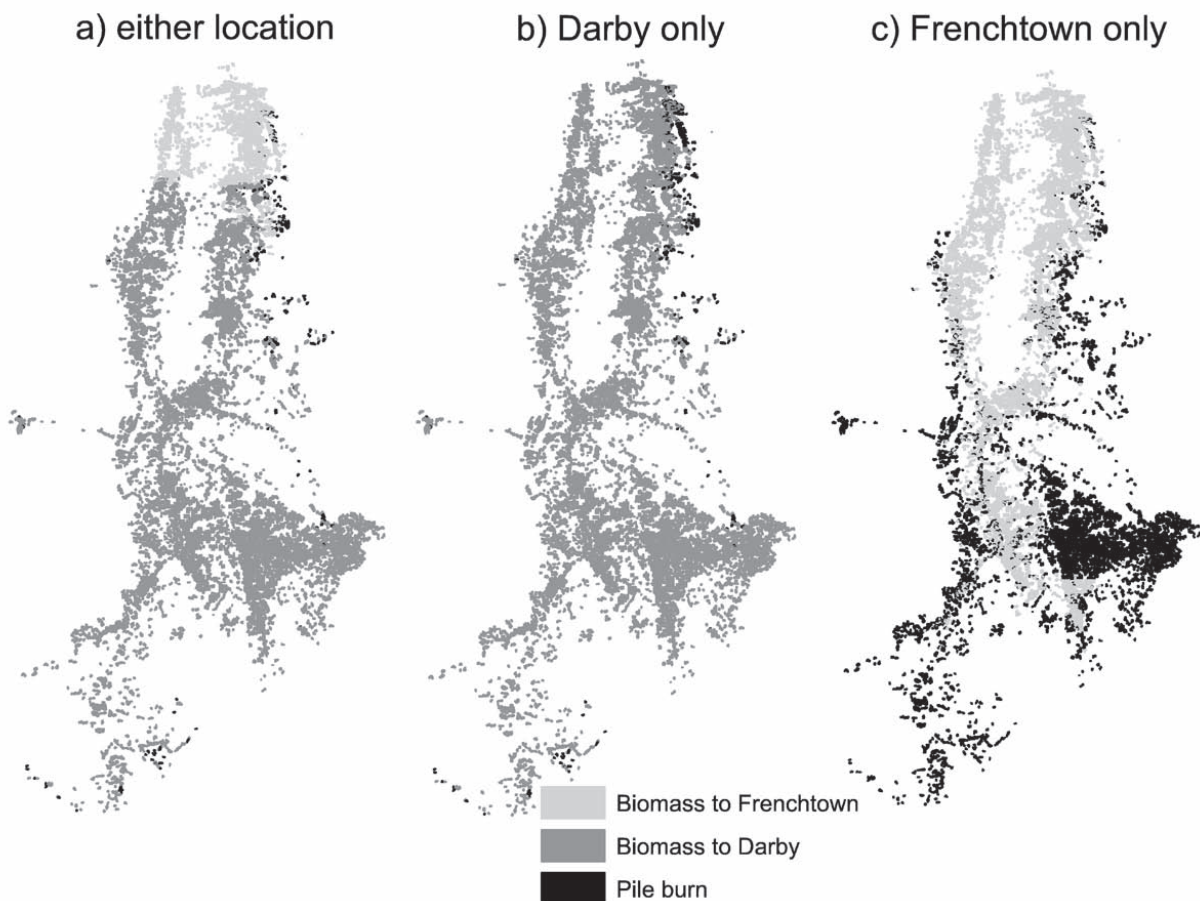 a) either location
b) Darby only
c) Frenchtown only
Biomass to Frenchtown
Biomass to Darby
Pile burn